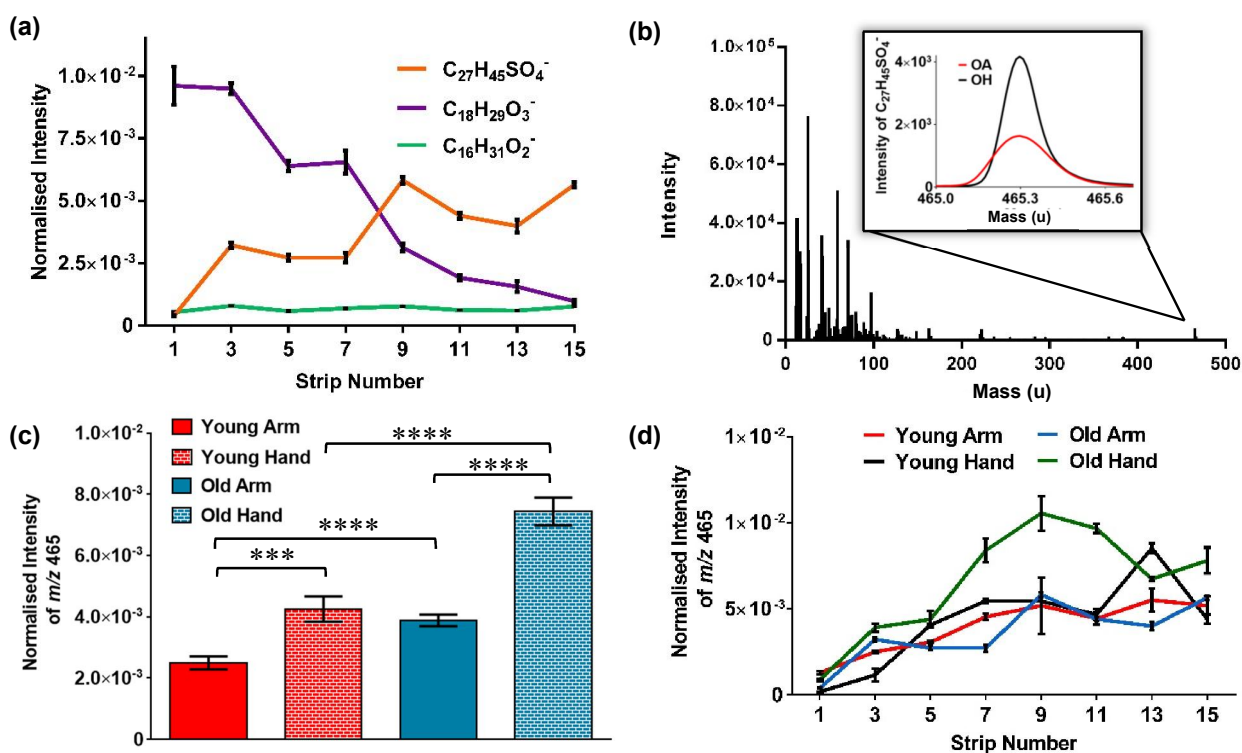 (a)
Normalised Intensity
1.0×10⁻²
7.5×10⁻³
5.0×10⁻³
2.5×10⁻³
0
C₂₇H₄₅SO₄⁻
C₁₈H₂₉O₃⁻
C₁₆H₃₁O₂⁻
1 3 5 7 9 11 13 15
Strip Number
(b)
Intensity
1.0×10⁵
8.0×10⁴
6.0×10⁴
4.0×10⁴
2.0×10⁴
0
0 100 200 300 400 500
Mass (u)
Intensity of C₂₇H₄₅SO₄⁻
4×10³
2×10³
0
OA
OH
465.0 465.3 465.6
Mass (u)
(c)
Normalised Intensity
of m/z 465
1.0×10⁻²
8.0×10⁻³
6.0×10⁻³
4.0×10⁻³
2.0×10⁻³
0
Young Arm
Young Hand
Old Arm
Old Hand
****
****
****
***
(d)
Normalised Intensity
of m/z 465
1×10⁻²
1×10⁻²
5×10⁻³
0
Young Arm
Young Hand
Old Arm
Old Hand
1 3 5 7 9 11 13 15
Strip Number